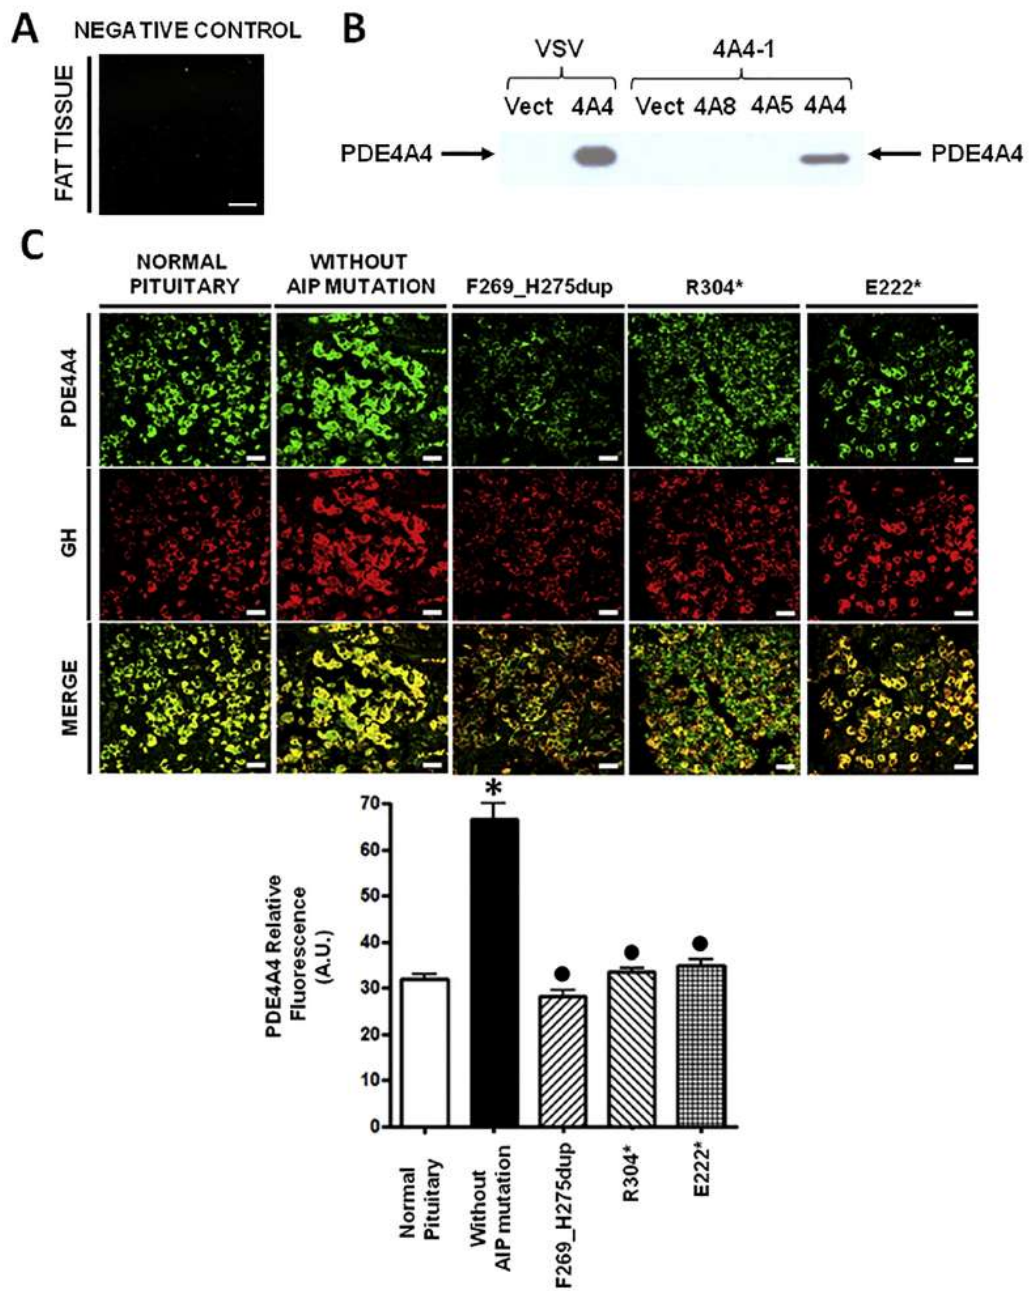 A
NEGATIVE CONTROL
FAT TISSUE
B
VSV
4A4-1
Vect 4A4
Vect 4A8 4A5 4A4
PDE4A4
PDE4A4
C
NORMAL
PITUITARY
WITHOUT
AIP MUTATION
F269_H275dup
R304*
E222*
PDE4A4
GH
MERGE
PDE4A4 Relative
Fluorescence
(A.U.)
70
60
50
40
30
20
10
0
*
Normal
Pituitary
Without
AIP mutation
F269_H275dup
R304*
E222*